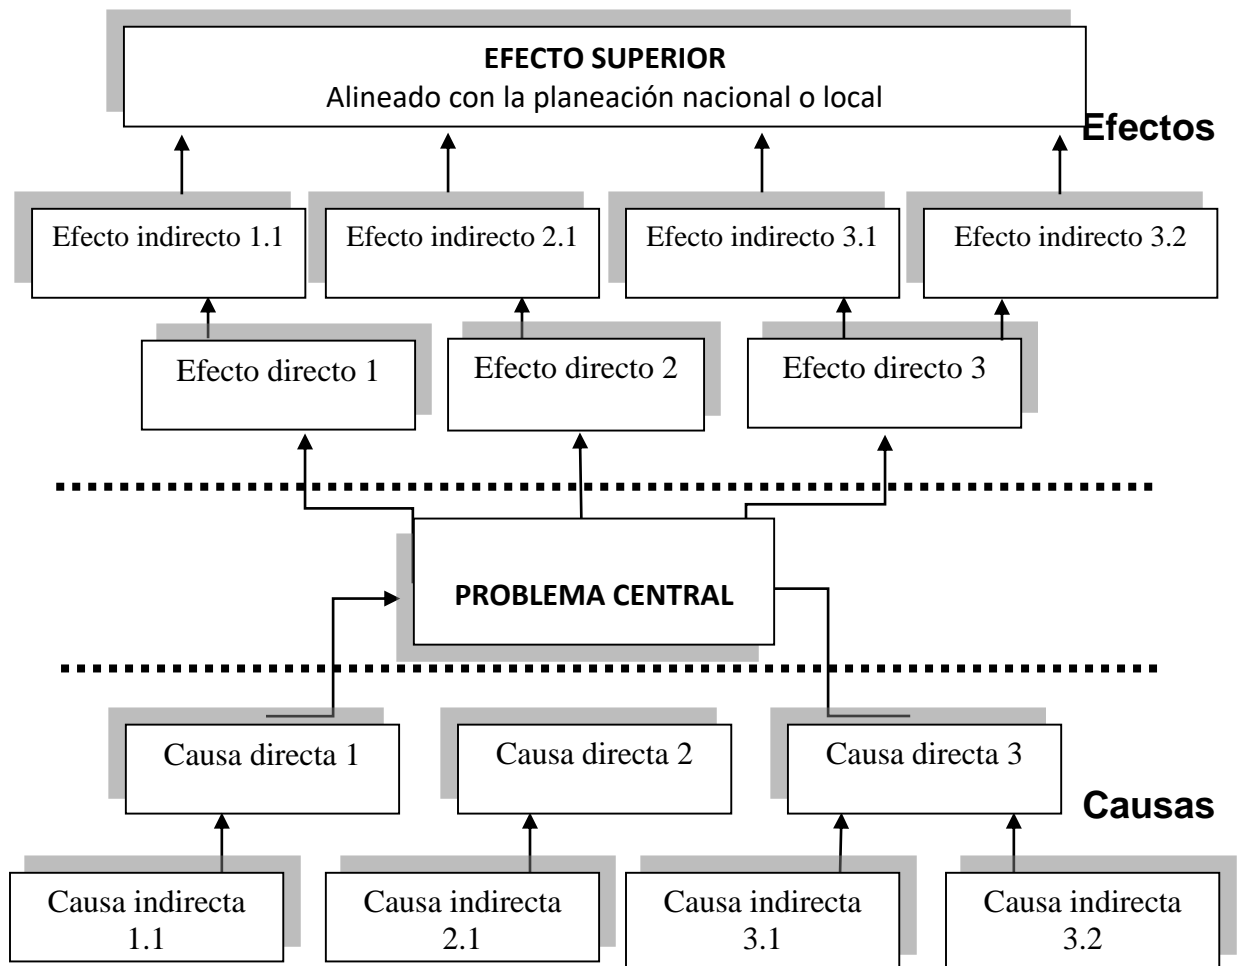 EFECTO SUPERIOR
Alineado con la planeación nacional o local
Efectos
Efecto indirecto 1.1
Efecto indirecto 2.1
Efecto indirecto 3.1
Efecto indirecto 3.2
Efecto directo 1
Efecto directo 2
Efecto directo 3
PROBLEMA CENTRAL
Causa directa 1
Causa directa 2
Causa directa 3
Causas
Causa indirecta
1.1
Causa indirecta
2.1
Causa indirecta
3.1
Causa indirecta
3.2